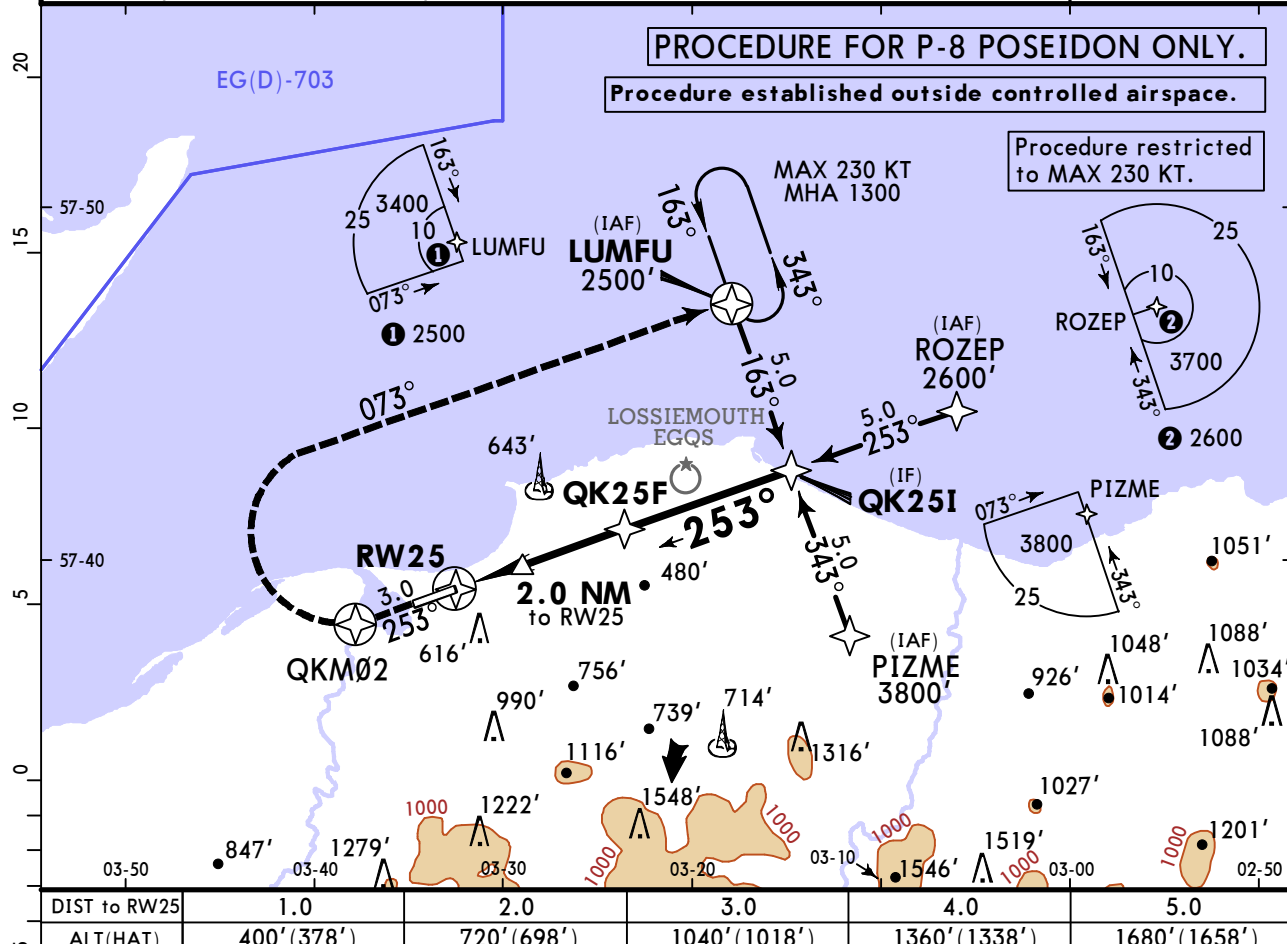 PROCEDURE FOR P-8 POSEIDON ONLY.
Procedure established outside controlled airspace.
Procedure restricted
to MAX 230 KT.
EG(D)-703
20
57-50
15
10
57-40
5
0
163°
25
3400
10
1
LUMFU
073°
1 2500
(IAF)
LUMFU
2500'
MAX 230 KT
MHA 1300
163°
343°
5.0
163°
073°
(IAF)
ROZEP
2600'
5.0
253°
163°
25
10
ROZEP
2
3700
343°
2 2600
LOSSIEMOUTH
EGQS
643'
QK25F
(IF)
QK25I
253°
RW25
3.0
253°
2.0 NM
to RW25
480'
5.0
343°
(IAF)
PIZME
3800'
QKMØ2
616'
073°
PIZME
3800
25
343°
1051'
1048'
1088'
1014'
1034'
1088'
926'
756'
990'
739'
714'
1116'
1316'
1027'
1000
1222'
1548'
1000
1000
1000
1519'
1546'
1000
1000
1201'
847'
1279'
03-50
03-40
03-30
03-20
03-10
03-00
02-50
DIST to RW25 1.0 2.0 3.0 4.0 5.0
ALT(HAT) 400'(378') 720'(698') 1040'(1018') 1360'(1338') 1680'(1658')